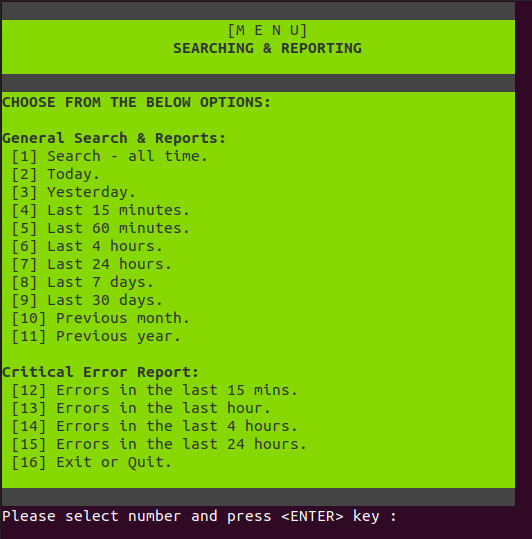 [M E N U]
SEARCHING & REPORTING
CHOOSE FROM THE BELOW OPTIONS:
General Search & Reports:
[1] Search - all time.
[2] Today.
[3] Yesterday.
[4] Last 15 minutes.
[5] Last 60 minutes.
[6] Last 4 hours.
[7] Last 24 hours.
[8] Last 7 days.
[9] Last 30 days.
[10] Previous month.
[11] Previous year.
Critical Error Report:
[12] Errors in the last 15 mins.
[13] Errors in the last hour.
[14] Errors in the last 4 hours.
[15] Errors in the last 24 hours.
[16] Exit or Quit.
Please select number and press <ENTER> key :